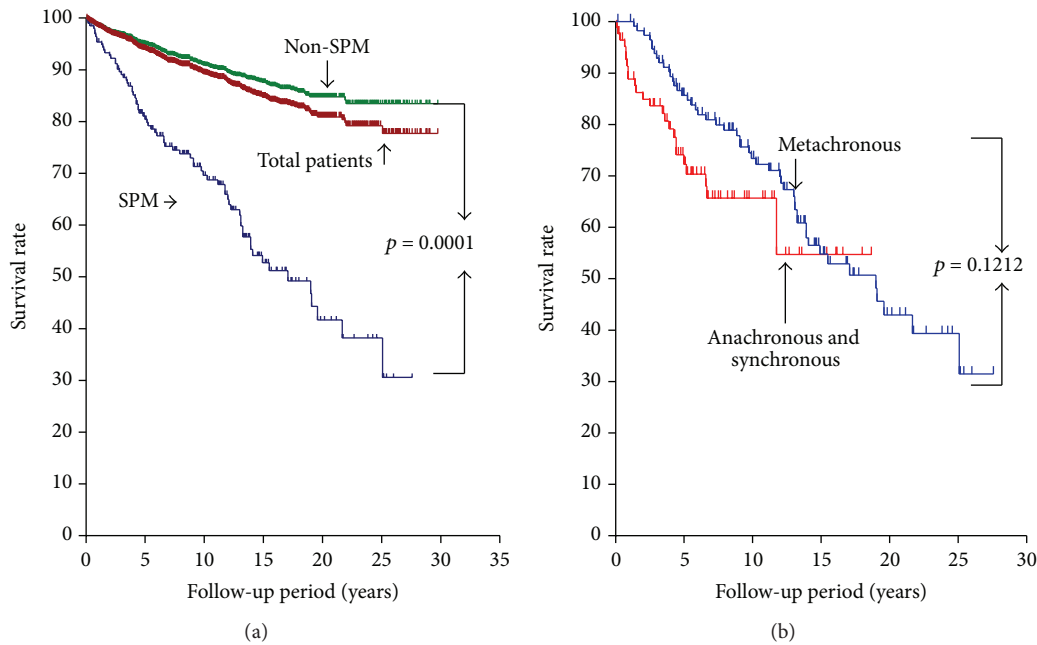 100
90
80
70
60
50
40
30
20
10
0
Survival rate
0 5 10 15 20 25 30 35
Follow-up period (years)
Non-SPM
Total patients
SPM
p = 0.0001
(a)
100
90
80
70
60
50
40
30
20
10
0
Survival rate
0 5 10 15 20 25 30
Follow-up period (years)
Metachronous
Anachronous and
synchronous
p = 0.1212
(b)